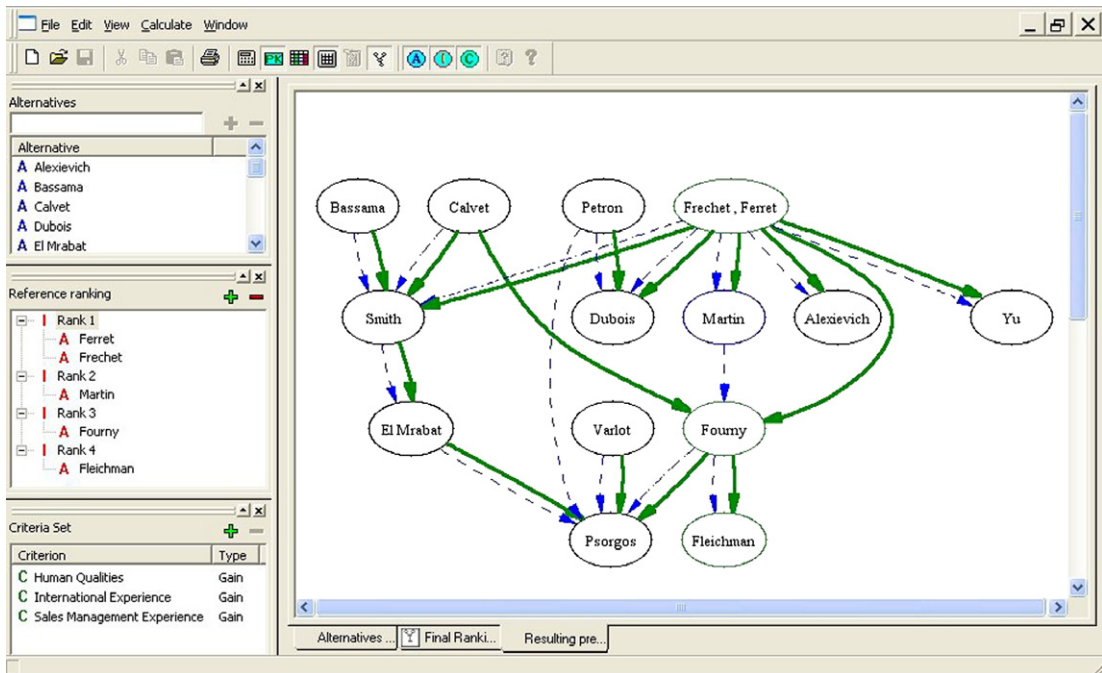 File Edit View Calculate Window
PK A I C
Alternatives
Alternative
A Alexievich
A Bassama
A Calvet
A Dubois
A El Mrabat
Reference ranking
I Rank 1
A Ferret
A Frechet
I Rank 2
A Martin
I Rank 3
A Fourny
I Rank 4
A Fleichman
Criteria Set
Criterion Type
C Human Qualities Gain
C International Experience Gain
C Sales Management Experience Gain
Bassama Calvet Petron Frechet , Ferret
Smith Dubois Martin Alexievich Yu
El Mrabat Varlot Fourny
Psorgos Fleichman
Alternatives ... Final Ranki... Resulting pre...